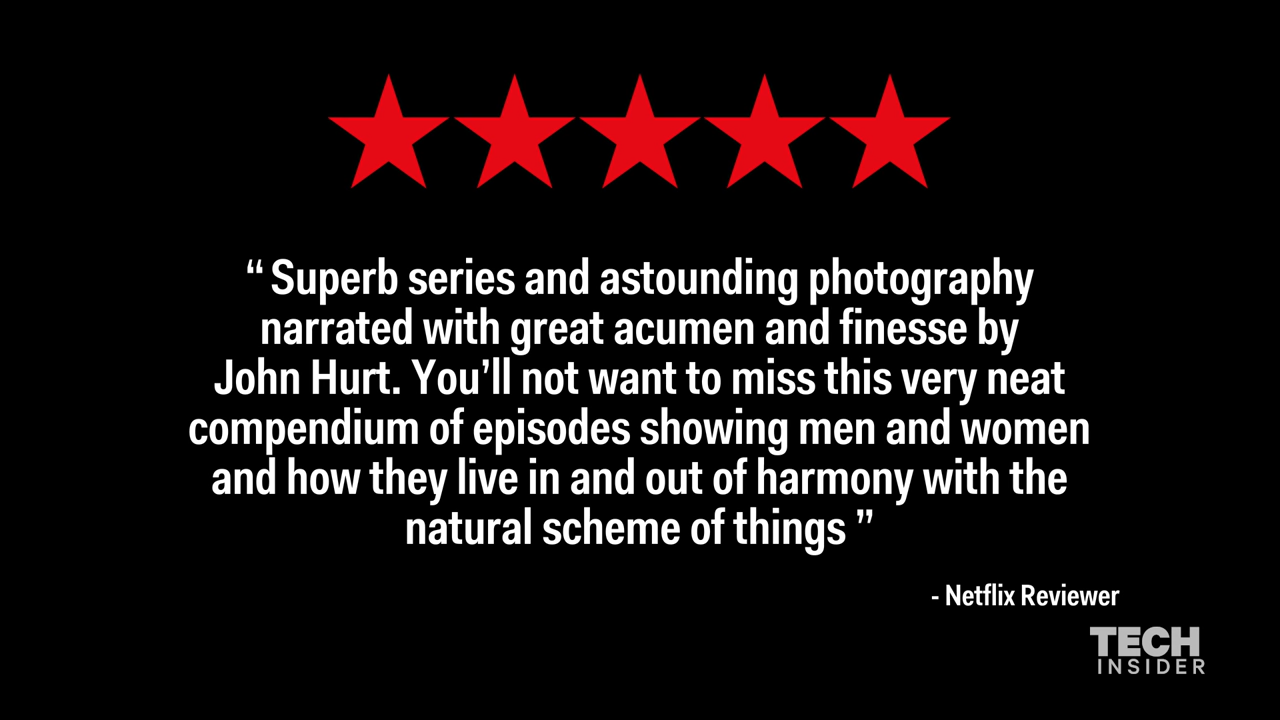 “ Superb series and astounding photography
narrated with great acumen and finesse by
John Hurt. You’ll not want to miss this very neat
compendium of episodes showing men and women
and how they live in and out of harmony with the
natural scheme of things ”
- Netflix Reviewer
TECH
INSIDER